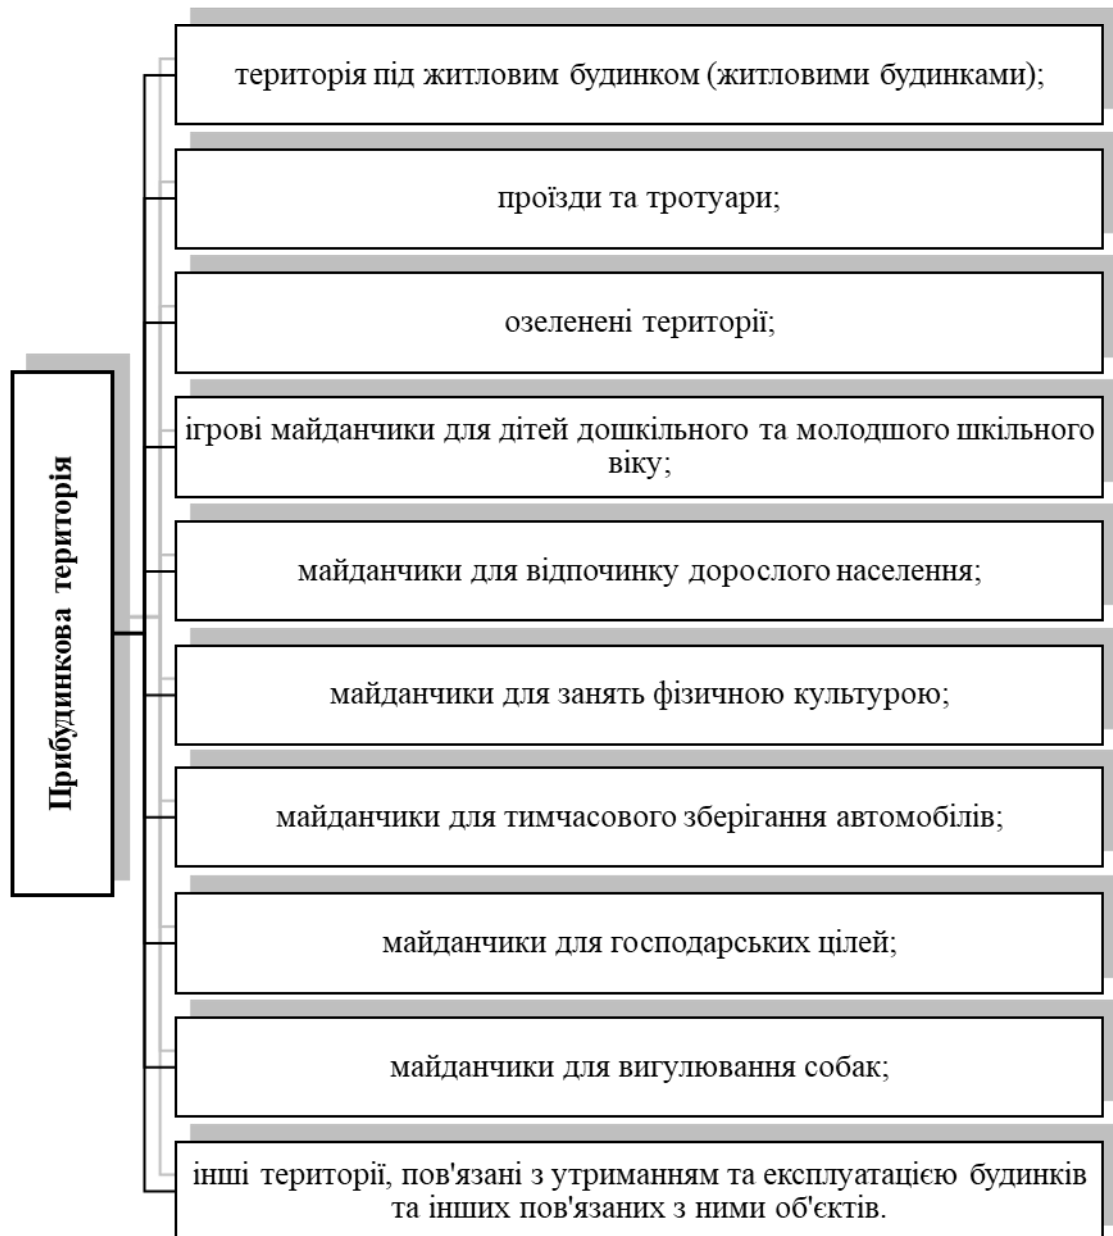 Прибудинкова територія
територія під житловим будинком (житловими будинками);
проїзди та тротуари;
озеленені території;
ігрові майданчики для дітей дошкільного та молодшого шкільного
віку;
майданчики для відпочинку дорослого населення;
майданчики для занять фізичною культурою;
майданчики для тимчасового зберігання автомобілів;
майданчики для господарських цілей;
майданчики для вигулювання собак;
інші території, пов'язані з утриманням та експлуатацією будинків
та інших пов'язаних з ними об'єктів.